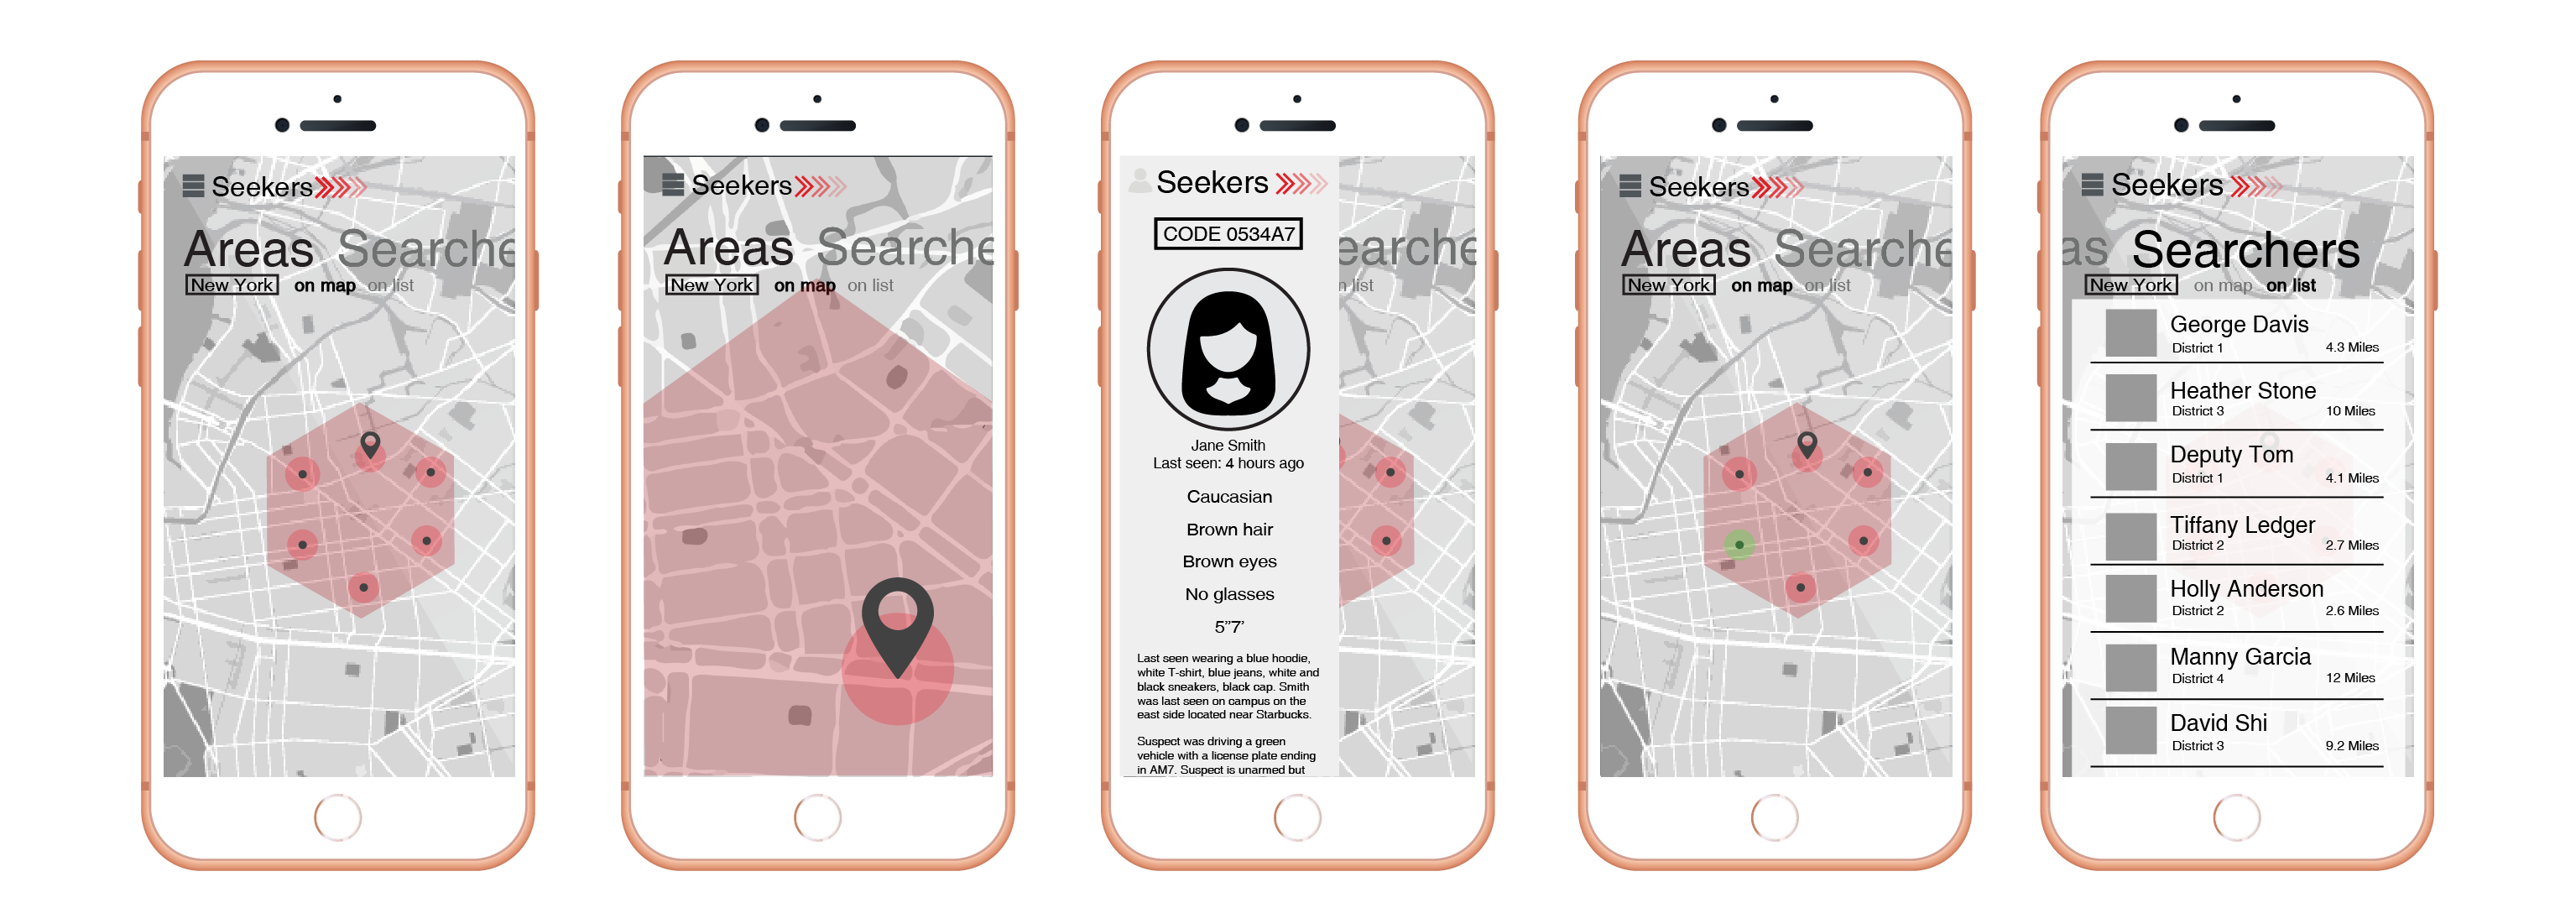 Seekers
Areas Searche
New York on map on list
Seekers
Areas Searche
New York on map on list
Seekers
CODE 0534A7
earche
n list
Jane Smith
Last seen: 4 hours ago
Caucasian
Brown hair
Brown eyes
No glasses
5”7’
Last seen wearing a blue hoodie,
white T-shirt, blue jeans, white and
black sneakers, black cap. Smith
was last seen on campus on the
east side located near Starbucks.
Suspect was driving a green
vehicle with a license plate ending
in AM7. Suspect is unarmed but
Seekers
Areas Searche
New York on map on list
Seekers
as Searchers
New York on map on list
George Davis
District 1 4.3 Miles
Heather Stone
District 3 10 Miles
Deputy Tom
District 1 4.1 Miles
Tiffany Ledger
District 2 2.7 Miles
Holly Anderson
District 2 2.6 Miles
Manny Garcia
District 4 12 Miles
David Shi
District 3 9.2 Miles